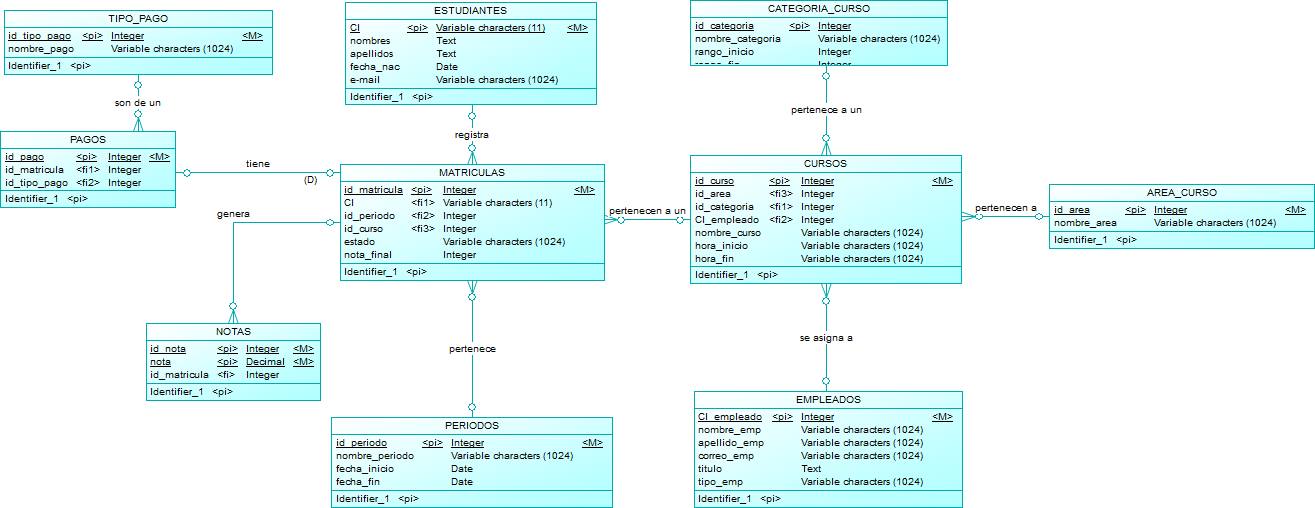 TIPO_PAGO
id_tipo_pago <pi> Integer <M>
nombre_pago Variable characters (1024)
Identifier_1 <pi>
son de un
PAGOS
id_pago <pi> Integer <M>
id_matricula <fi1> Integer
id_tipo_pago <fi2> Integer
Identifier_1 <pi>
ESTUDIANTES
CI <pi> Variable characters (11) <M>
nombres Text
apellidos Text
fecha_nac Date
e-mail Variable characters (1024)
Identifier_1 <pi>
registra
tiene
(D)
genera
MATRICULAS
id_matricula <pi> Integer <M>
CI <fi1> Variable characters (11)
id_periodo <fi2> Integer
id_curso <fi3> Integer
estado Variable characters (1024)
nota_final Integer
Identifier_1 <pi>
pertenecen a un
CATEGORIA_CURSO
id_categoria <pi> Integer
nombre_categoria Variable characters (1024)
rango_inicio Integer
rango_fin Integer
pertenece a un
CURSOS
id_curso <pi> Integer <M>
id_area <fi3> Integer
id_categoria <fi1> Integer
CI_empleado <fi2> Integer
nombre_curso Variable characters (1024)
hora_inicio Variable characters (1024)
hora_fin Variable characters (1024)
Identifier_1 <pi>
pertenecen a
AREA_CURSO
id_area <pi> Integer <M>
nombre_area Variable characters (1024)
Identifier_1 <pi>
NOTAS
id_nota <pi> Integer <M>
nota <pi> Decimal <M>
id_matricula <fi> Integer
Identifier_1 <pi>
pertenece
PERIODOS
id_periodo <pi> Integer <M>
nombre_periodo Variable characters (1024)
fecha_inicio Date
fecha_fin Date
Identifier_1 <pi>
se asigna a
EMPLEADOS
CI_empleado <pi> Integer <M>
nombre_emp Variable characters (1024)
apellido_emp Variable characters (1024)
correo_emp Variable characters (1024)
titulo Text
tipo_emp Variable characters (1024)
Identifier_1 <pi>